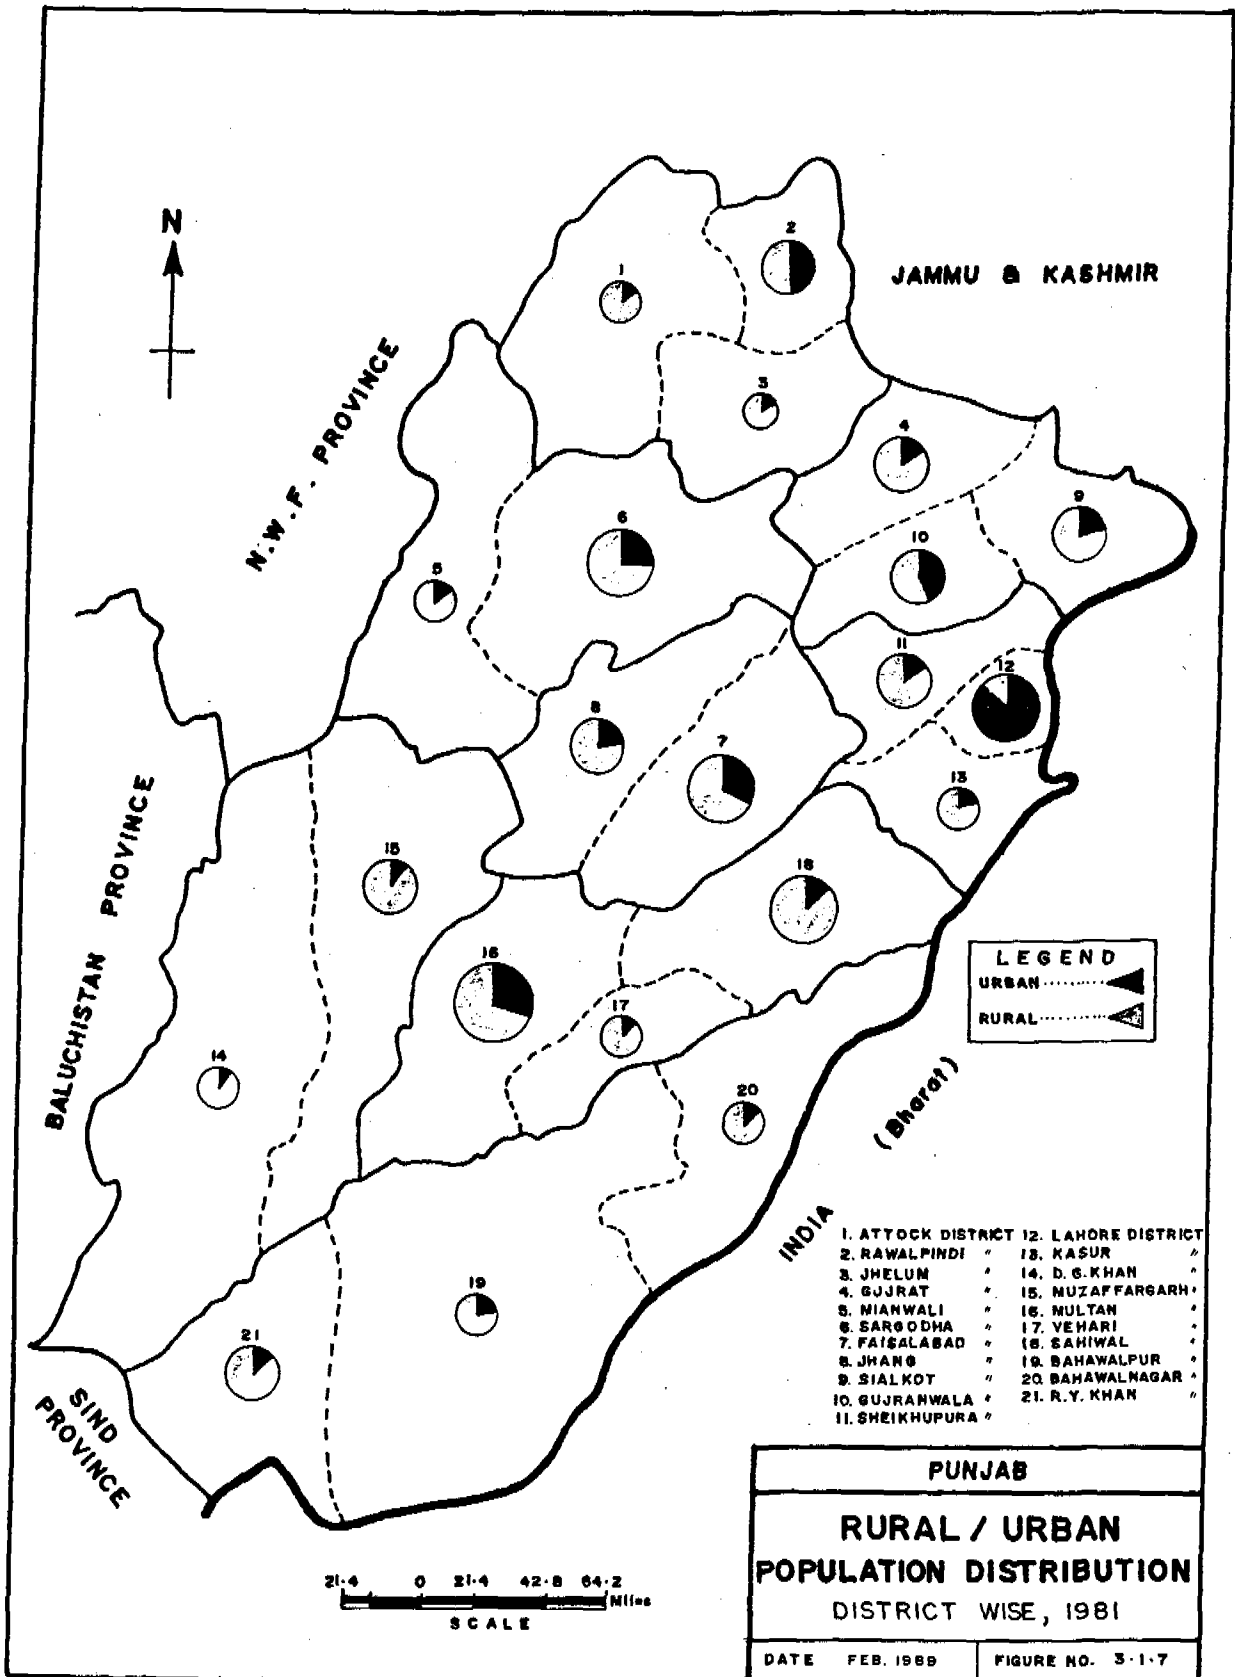 N
JAMMU & KASHMIR
N.W.F. PROVINCE
BALUCHISTAN PROVINCE
SIND
PROVINCE
INDIA
(Bharat)
1
2
3
4
5
6
7
8
9
10
11
12
13
14
15
16
17
18
19
20
21
LEGEND
URBAN
RURAL
1. ATTOCK DISTRICT 12. LAHORE DISTRICT
2. RAWALPINDI " 13. KASUR "
3. JHELUM " 14. D.G.KHAN "
4. GUJRAT " 15. MUZAFFARGARH "
5. MIANWALI " 16. MULTAN "
6. SARGODHA " 17. VEHARI "
7. FAISALABAD " 18. SAHIWAL "
8. JHANG " 19. BAHAWALPUR "
9. SIALKOT " 20. BAHAWALNAGAR "
10. GUJRANWALA " 21. R.Y. KHAN "
11. SHEIKHUPURA "
21.4 0 21.4 42.8 64.2
Miles
SCALE
PUNJAB
RURAL / URBAN
POPULATION DISTRIBUTION
DISTRICT WISE, 1981
DATE FEB. 1989 FIGURE NO. 3.1.7